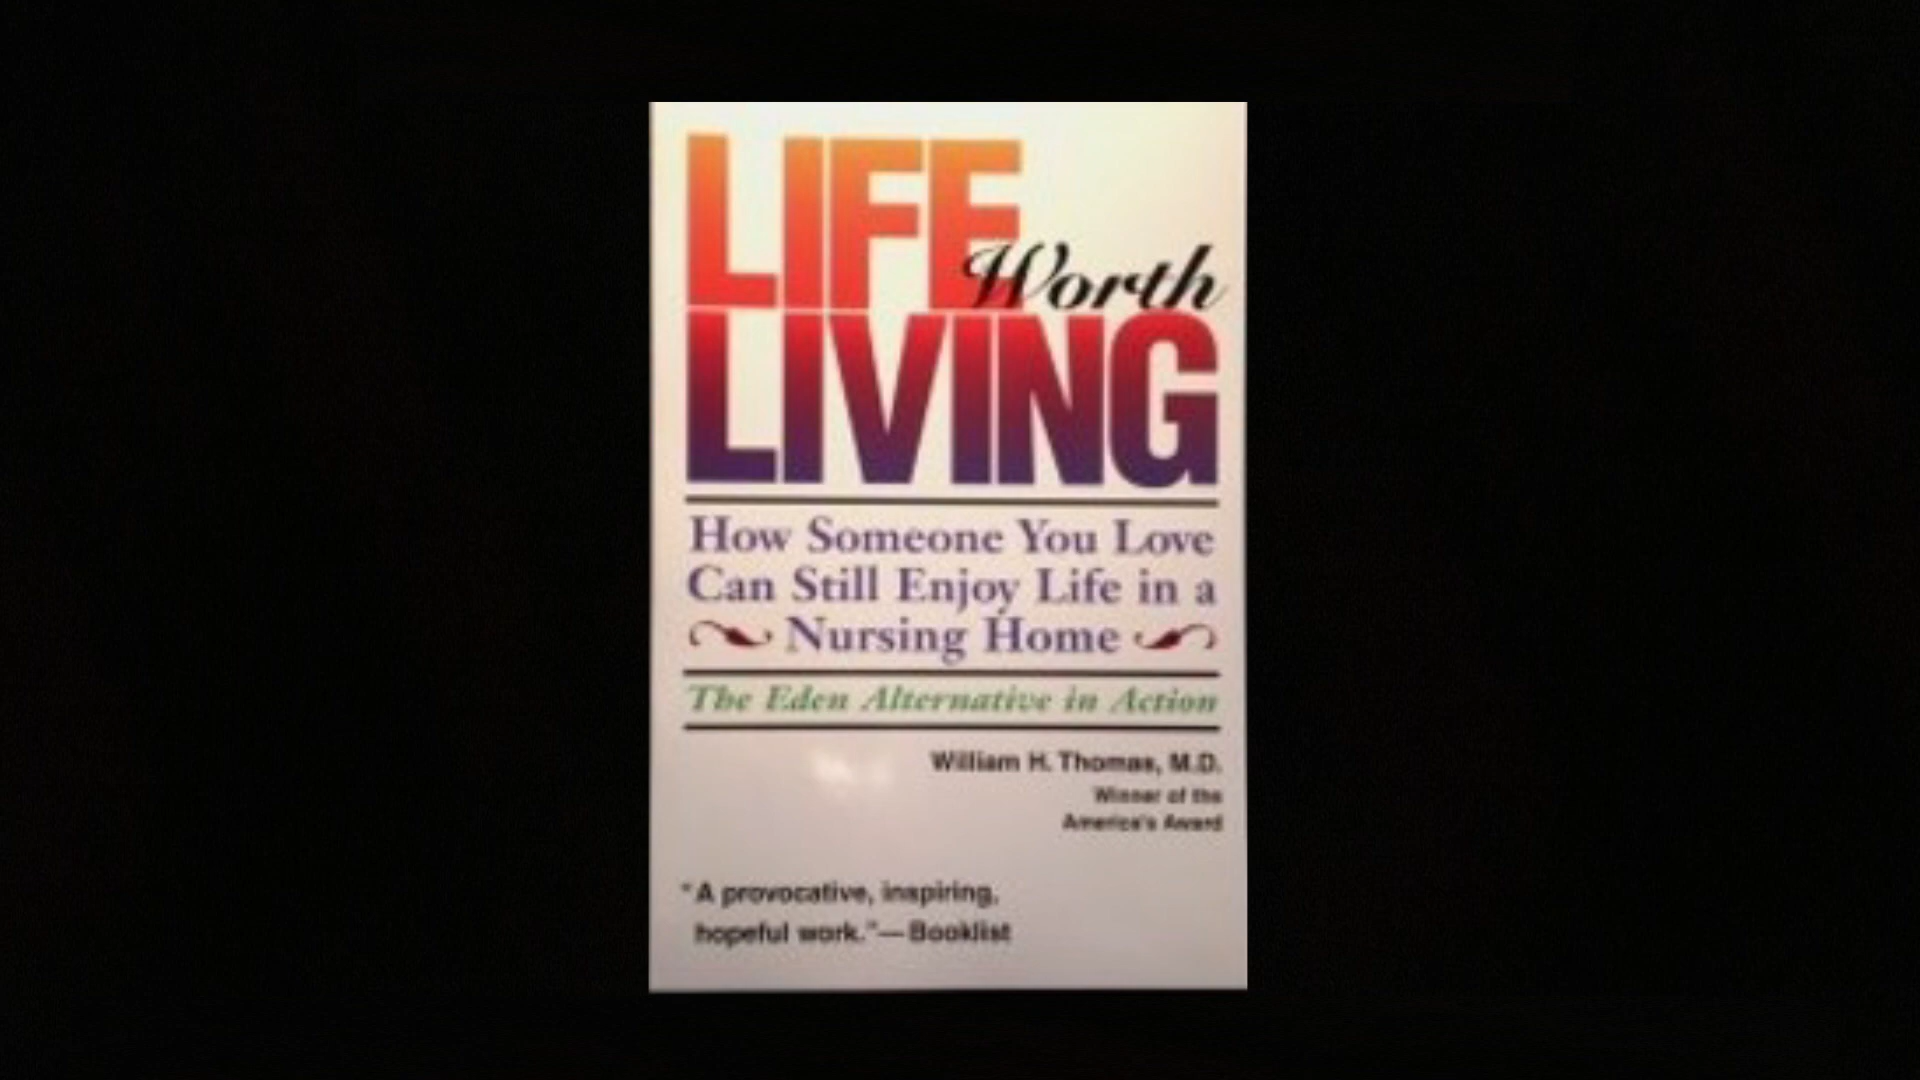 LIFE
Worth
LIVING
How Someone You Love
Can Still Enjoy Life in a
Nursing Home
The Eden Alternative in Action
William H. Thomas, M.D.
Winner of the
America's Award
"A provocative, inspiring,
hopeful work."—Booklist